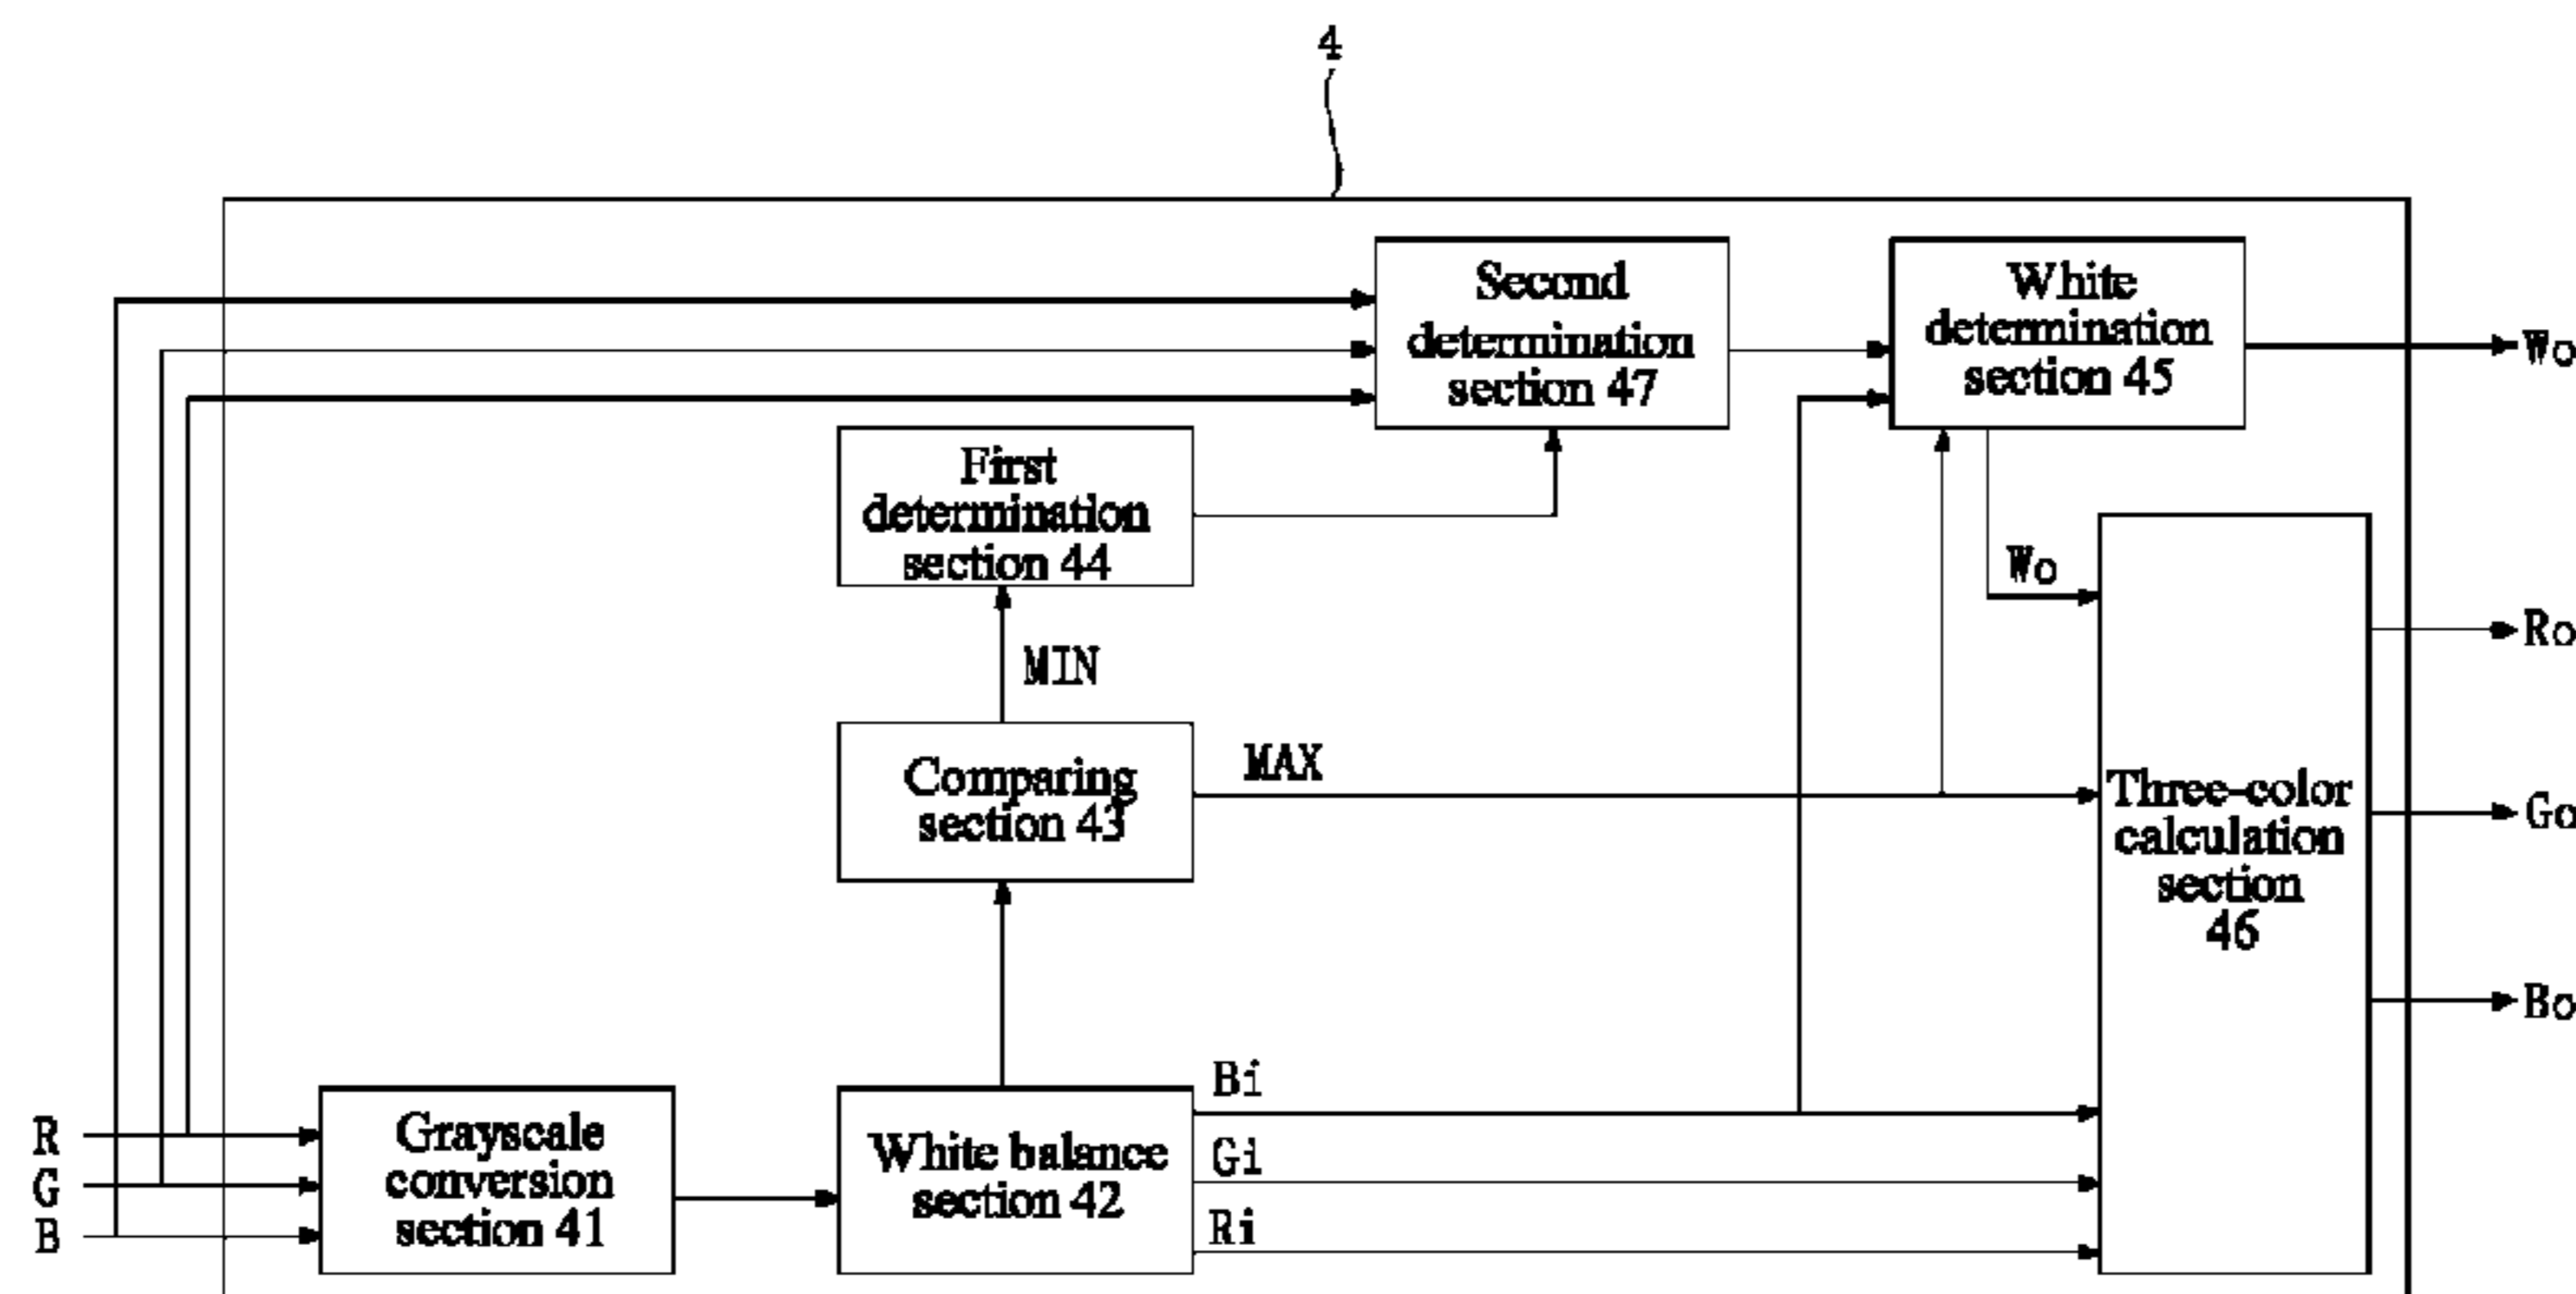 4
Second
determination
section 47
White
determination
section 45
Wo
First
determination
section 44
Wo
Ro
MIN
MAX
Comparing
section 43
Three-color
calculation
section
46
Go
Bo
Bi
R
G
B
Grayscale
conversion
section 41
White balance
section 42
Gi
Ri